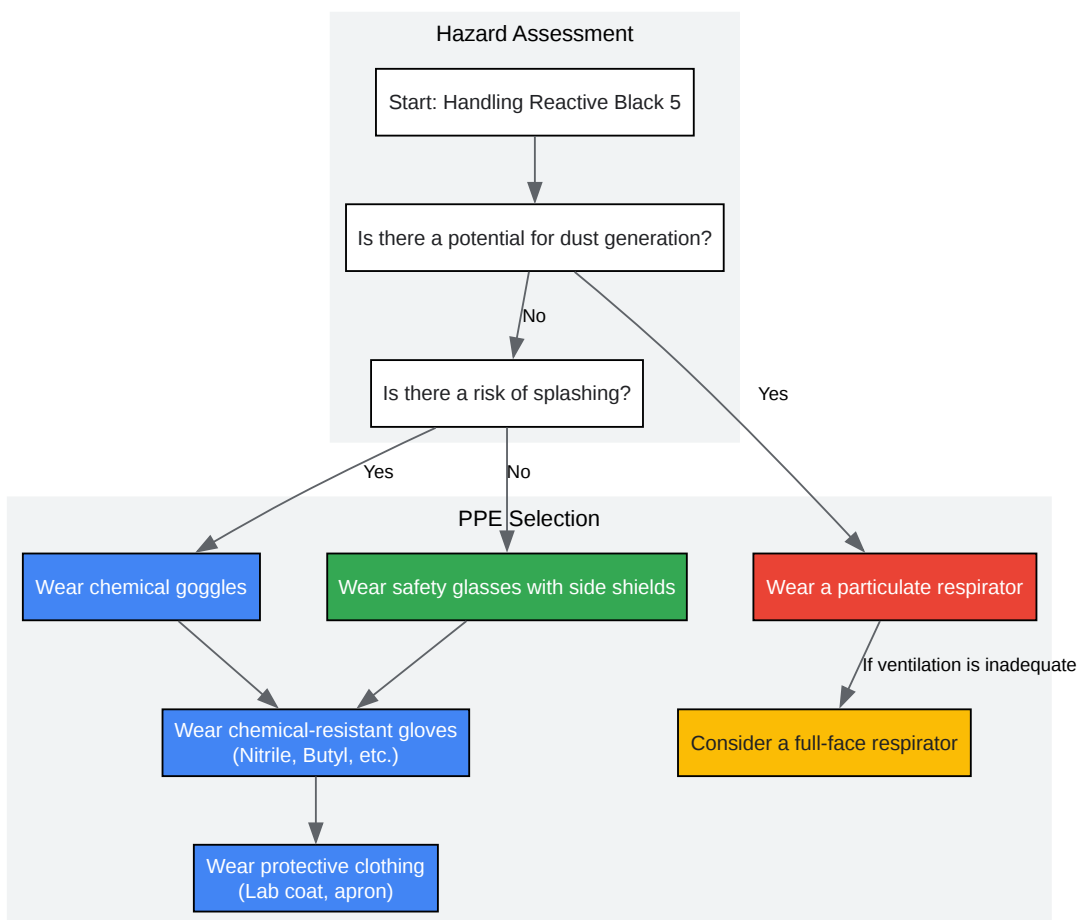 Hazard Assessment
Start: Handling Reactive Black 5
Is there a potential for dust generation?
No
Is there a risk of splashing?
Yes
Yes
No
PPE Selection
Wear chemical goggles
Wear safety glasses with side shields
Wear a particulate respirator
If ventilation is inadequate
Wear chemical-resistant gloves
(Nitrile, Butyl, etc.)
Consider a full-face respirator
Wear protective clothing
(Lab coat, apron)